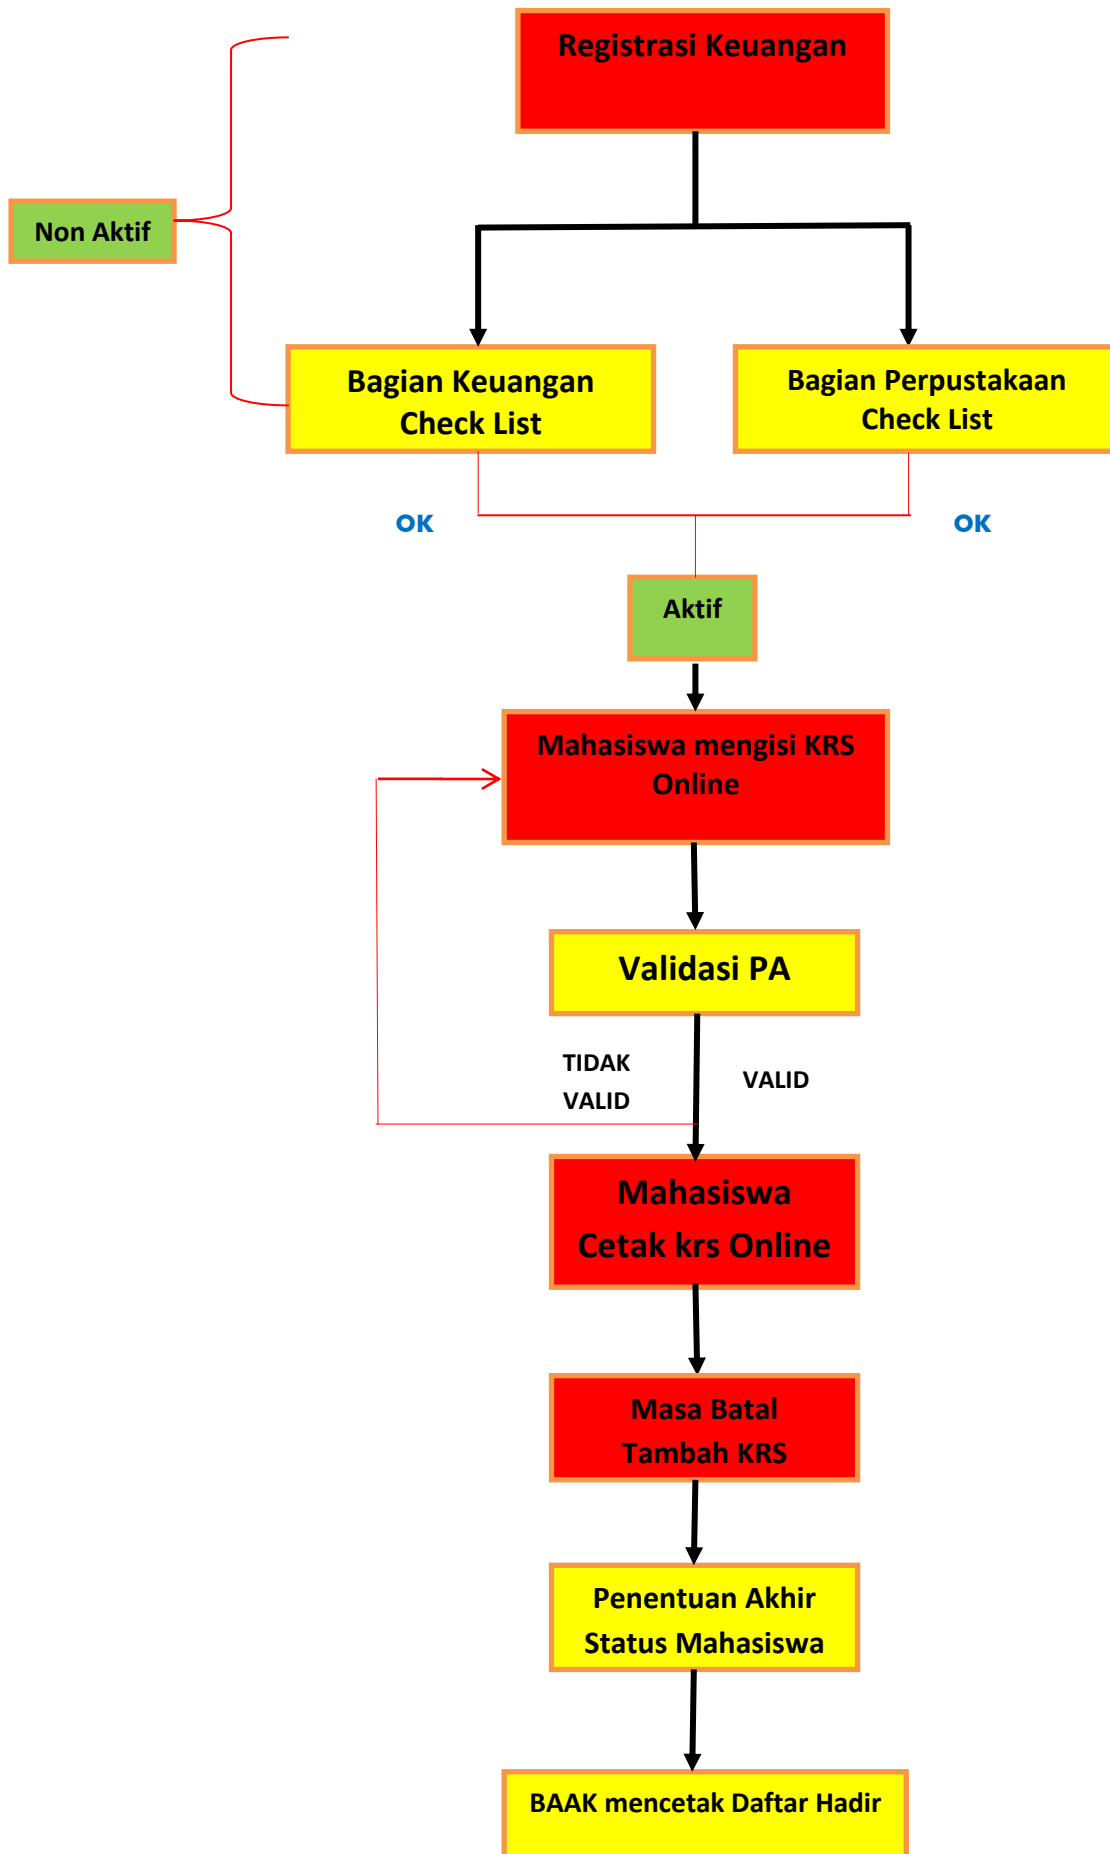 Registrasi Keuangan
Non Aktif
Bagian Keuangan
Check List
Bagian Perpustakaan
Check List
OK
OK
Aktif
Mahasiswa mengisi KRS
Online
Validasi PA
TIDAK
VALID
VALID
Mahasiswa
Cetak krs Online
Masa Batal
Tambah KRS
Penentuan Akhir
Status Mahasiswa
BAAK mencetak Daftar Hadir